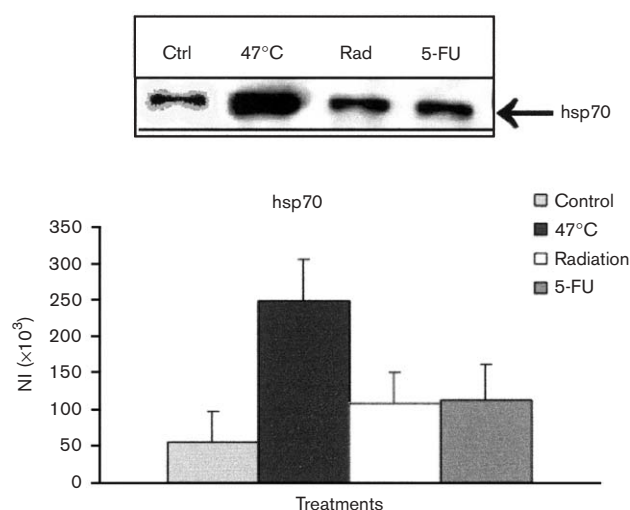 Ctrl 47°C Rad 5-FU
hsp70
hsp70
Control
47°C
Radiation
5-FU
350
300
250
200
150
100
50
0
NI (×10³)
Treatments